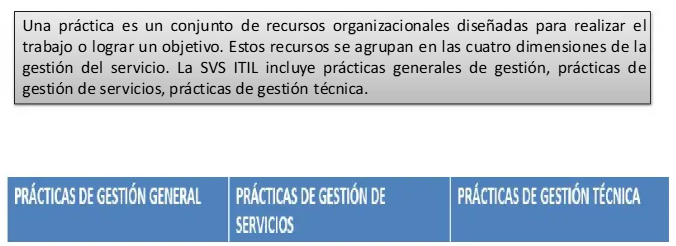 Una práctica es un conjunto de recursos organizacionales diseñadas para realizar el
trabajo o lograr un objetivo. Estos recursos se agrupan en las cuatro dimensiones de la
gestión del servicio. La SVS ITIL incluye prácticas generales de gestión, prácticas de
gestión de servicios, prácticas de gestión técnica.
PRÁCTICAS DE GESTIÓN GENERAL
PRÁCTICAS DE GESTIÓN DE
SERVICIOS
PRÁCTICAS DE GESTIÓN TÉCNICA